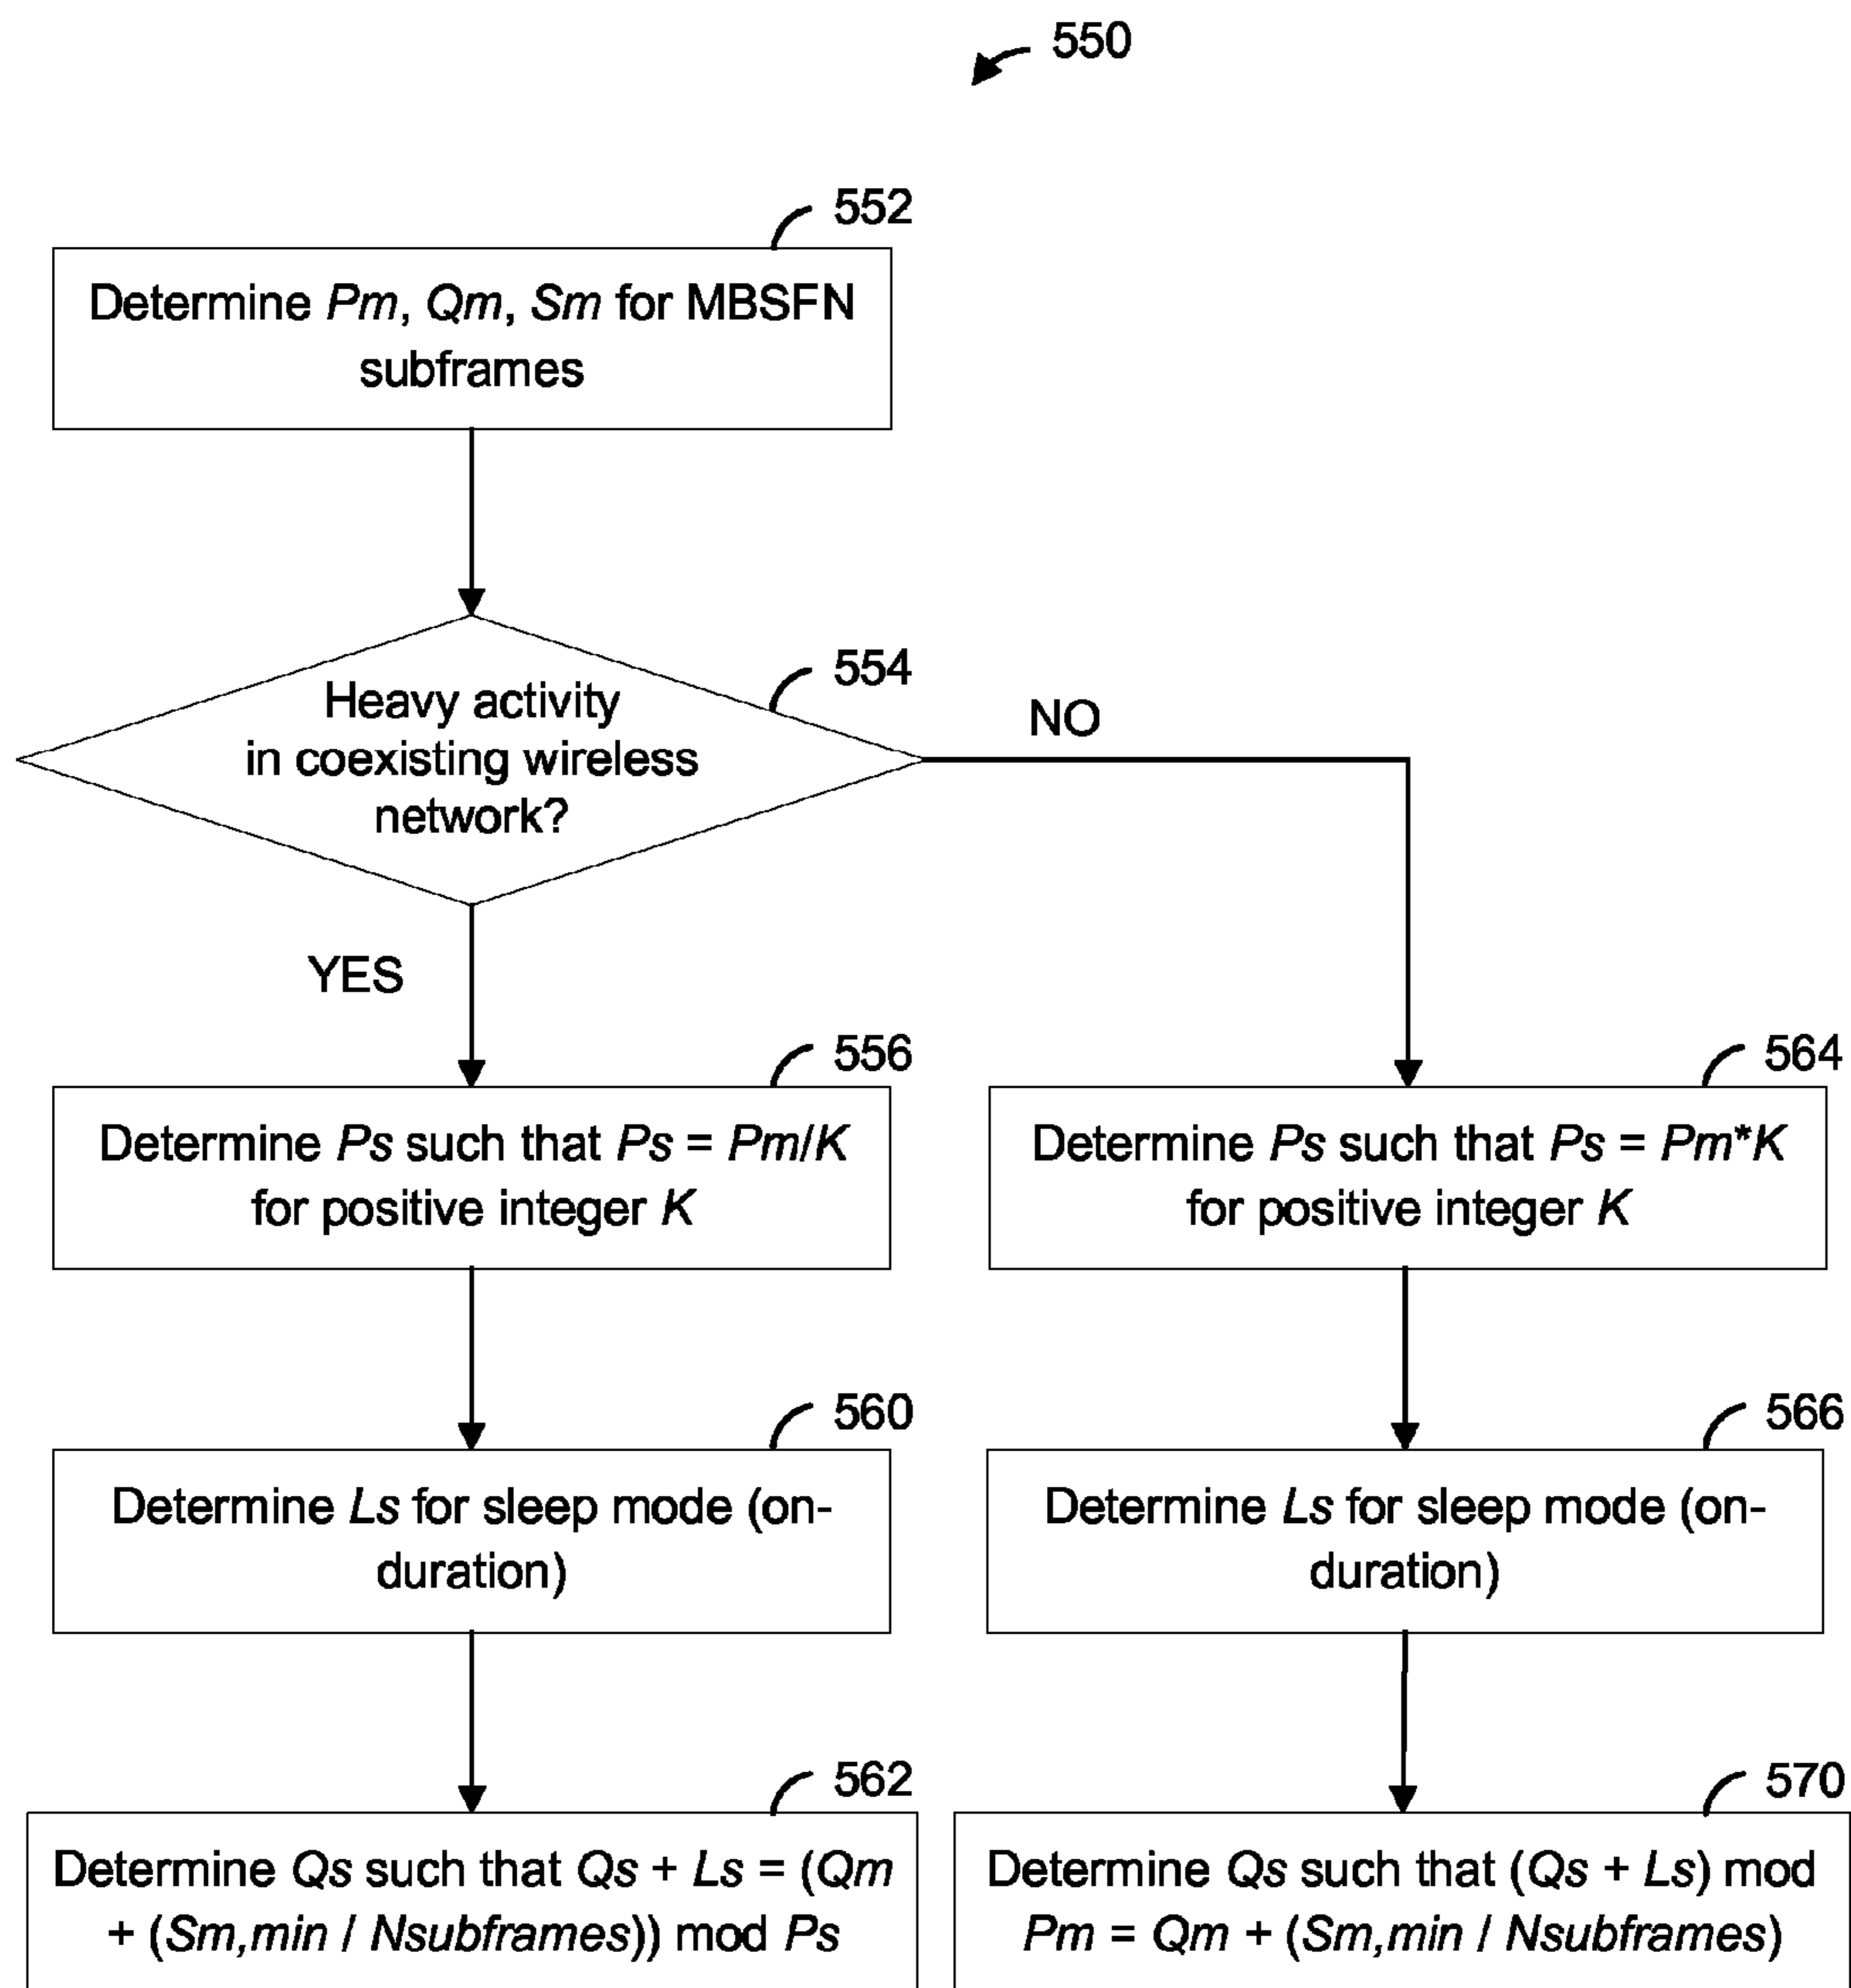 550
552
Determine Pm, Qm, Sm for MBSFN
subframes
554
Heavy activity
in coexisting wireless
network?
NO
YES
556
Determine Ps such that Ps = Pm/K
for positive integer K
564
Determine Ps such that Ps = Pm*K
for positive integer K
560
Determine Ls for sleep mode (on-
duration)
566
Determine Ls for sleep mode (on-
duration)
562
Determine Qs such that Qs + Ls = (Qm
+ (Sm,min / Nsubframes)) mod Ps
570
Determine Qs such that (Qs + Ls) mod
Pm = Qm + (Sm,min / Nsubframes)